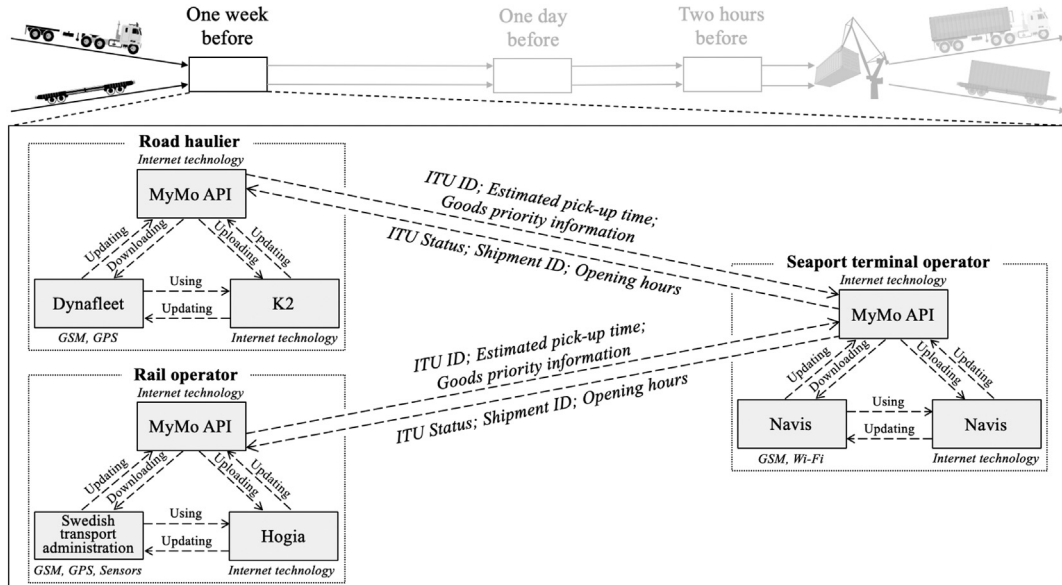 One week
before
One day
before
Two hours
before
Road haulier
Internet technology
MyMo API
Updating
Downloading
Uploading
Updating
Dynafleet
Using
Updating
K2
GSM, GPS
Internet technology
ITU ID; Estimated pick-up time;
Goods priority information
ITU Status; Shipment ID; Opening hours
Rail operator
Internet technology
MyMo API
Updating
Downloading
Uploading
Updating
Swedish
transport
administration
Using
Updating
Hogia
GSM, GPS, Sensors
Internet technology
ITU ID; Estimated pick-up time;
Goods priority information
ITU Status; Shipment ID; Opening hours
Seaport terminal operator
Internet technology
MyMo API
Updating
Downloading
Uploading
Updating
Navis
Using
Updating
Navis
GSM, Wi-Fi
Internet technology